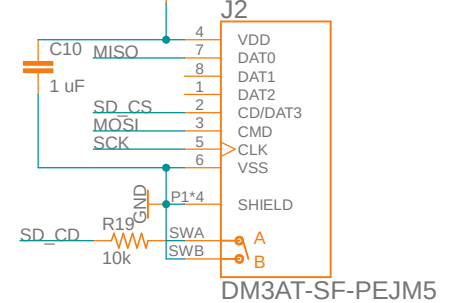 J2
4 VDD
C10 MISO 7 DAT0
8 DAT1
1 uF 1 DAT2
SD_CS 2 CD/DAT3
MOSI 3 CMD
SCK 5 CLK
6 VSS
GND P1*4 SHIELD
R19
SD_CD SWA A
10k SWB B
DM3AT-SF-PEJM5